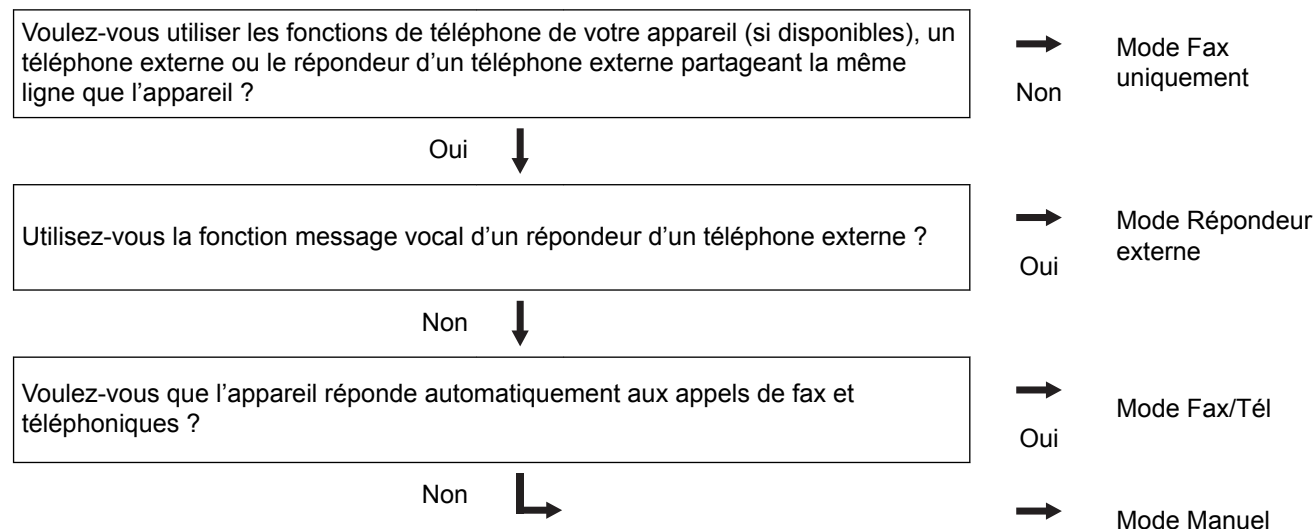 Voulez-vous utiliser les fonctions de téléphone de votre appareil (si disponibles), un
téléphone externe ou le répondeur d’un téléphone externe partageant la même
ligne que l’appareil ?
Non
Mode Fax
uniquement
Oui
Utilisez-vous la fonction message vocal d’un répondeur d’un téléphone externe ?
Oui
Mode Répondeur
externe
Non
Voulez-vous que l’appareil réponde automatiquement aux appels de fax et
téléphoniques ?
Oui
Mode Fax/Tél
Non
Mode Manuel